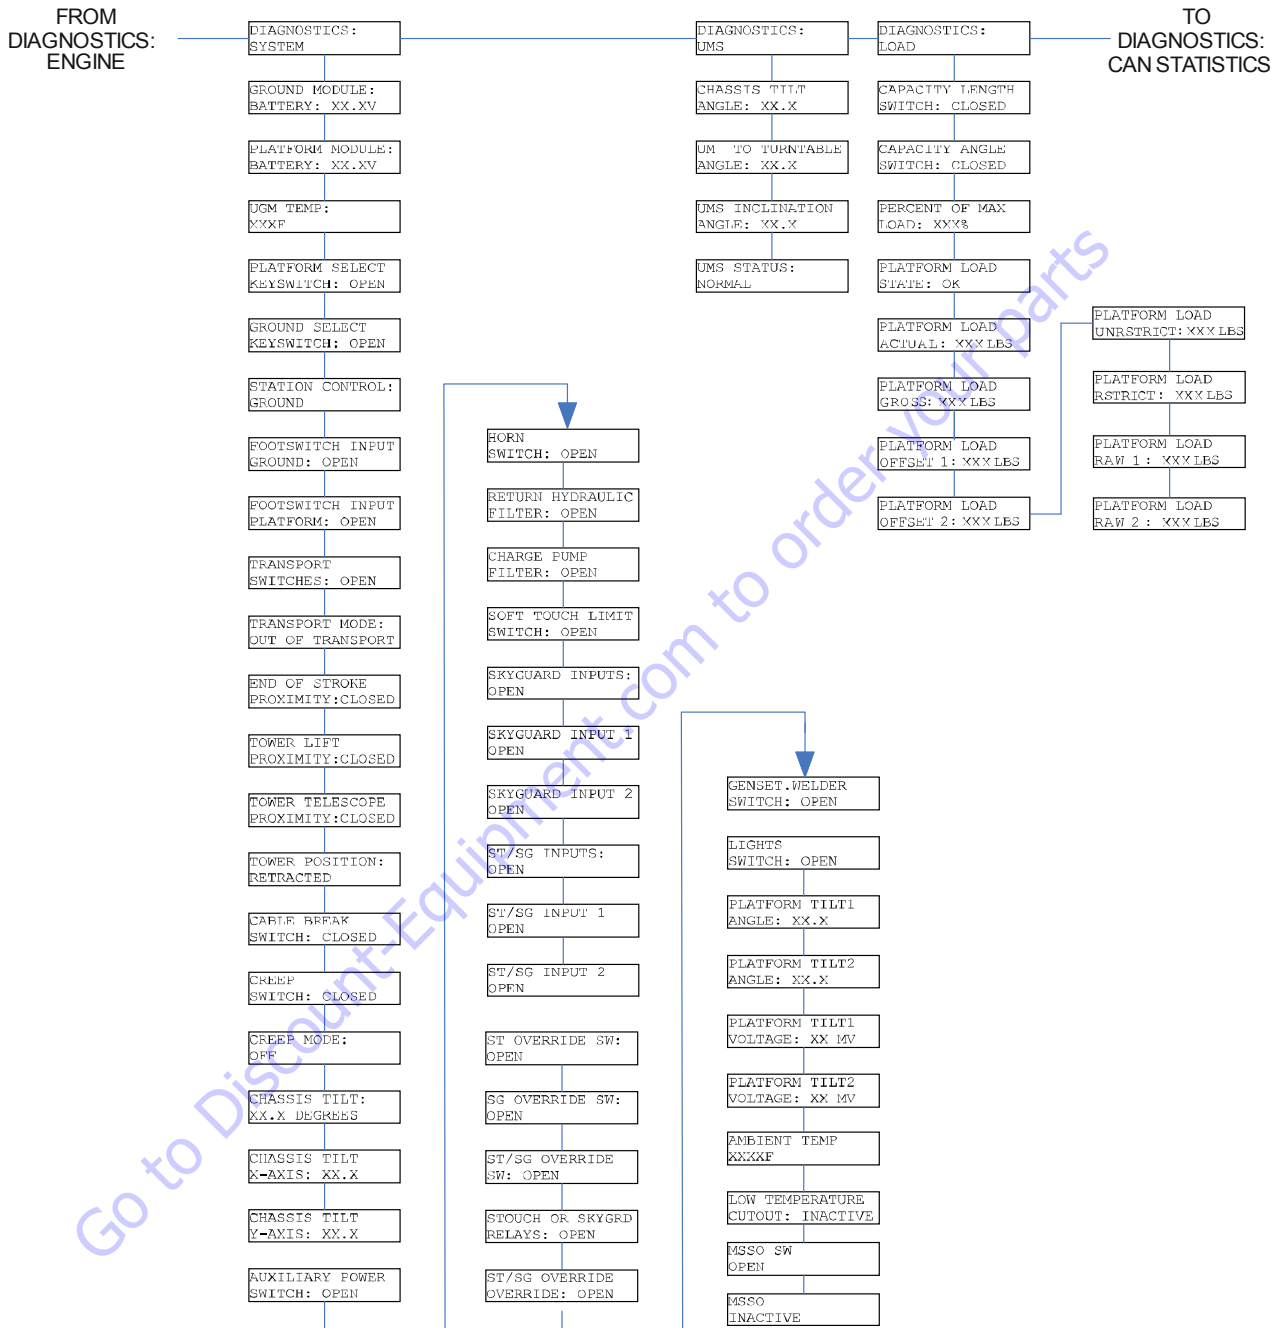 FROM
DIAGNOSTICS:
ENGINE
DIAGNOSTICS:
SYSTEM
GROUND MODULE:
BATTERY: XX.XV
PLATFORM MODULE:
BATTERY: XX.XV
UGM TEMP:
XXXF
PLATFORM SELECT
KEYSWITCH: OPEN
GROUND SELECT
KEYSWITCH: OPEN
STATION CONTROL:
GROUND
FOOTSWITCH INPUT
GROUND: OPEN
FOOTSWITCH INPUT
PLATFORM: OPEN
TRANSPORT
SWITCHES: OPEN
TRANSPORT MODE:
OUT OF TRANSPORT
END OF STROKE
PROXIMITY:CLOSED
TOWER LIFT
PROXIMITY:CLOSED
TOWER TELESCOPE
PROXIMITY:CLOSED
TOWER POSITION:
RETRACTED
CABLE BREAK
SWITCH: CLOSED
CREEP
SWITCH: CLOSED
CREEP MODE:
OFF
CHASSIS TILT:
XX.X DEGREES
CHASSIS TILT
X-AXIS: XX.X
CHASSIS TILT
Y-AXIS: XX.X
AUXILIARY POWER
SWITCH: OPEN
HORN
SWITCH: OPEN
RETURN HYDRAULIC
FILTER: OPEN
CHARGE PUMP
FILTER: OPEN
SOFT TOUCH LIMIT
SWITCH: OPEN
SKYGUARD INPUTS:
OPEN
SKYGUARD INPUT 1
OPEN
SKYGUARD INPUT 2
OPEN
ST/SG INPUTS:
OPEN
ST/SG INPUT 1
OPEN
ST/SG INPUT 2
OPEN
ST OVERRIDE SW:
OPEN
SG OVERRIDE SW:
OPEN
ST/SG OVERRIDE
SW: OPEN
STOUCH OR SKYGRD
RELAYS: OPEN
ST/SG OVERRIDE
OVERRIDE: OPEN
DIAGNOSTICS:
UMS
CHASSIS TILT
ANGLE: XX.X
UM TO TURNTABLE
ANGLE: XX.X
UMS INCLINATION
ANGLE: XX.X
UMS STATUS:
NORMAL
GENSET.WELDER
SWITCH: OPEN
LIGHTS
SWITCH: OPEN
PLATFORM TILT1
ANGLE: XX.X
PLATFORM TILT2
ANGLE: XX.X
PLATFORM TILT1
VOLTAGE: XX MV
PLATFORM TILT2
VOLTAGE: XX MV
AMBIENT TEMP
XXXXF
LOW TEMPERATURE
CUTOUT: INACTIVE
MSSO SW
OPEN
MSSO
INACTIVE
DIAGNOSTICS:
LOAD
CAPACITY LENGTH
SWITCH: CLOSED
CAPACITY ANGLE
SWITCH: CLOSED
PERCENT OF MAX
LOAD: XXX%
PLATFORM LOAD
STATE: OK
PLATFORM LOAD
ACTUAL: XXX LBS
PLATFORM LOAD
GROSS: XXX LBS
PLATFORM LOAD
OFFSET 1: XXX LBS
PLATFORM LOAD
OFFSET 2: XXX LBS
PLATFORM LOAD
UNRSTRICT: XXX LBS
PLATFORM LOAD
RSTRICT: XXX LBS
PLATFORM LOAD
RAW 1 : XXX LBS
PLATFORM LOAD
RAW 2 : XXX LBS
TO
DIAGNOSTICS:
CAN STATISTICS
Go to Discount-Equipment.com to order your parts